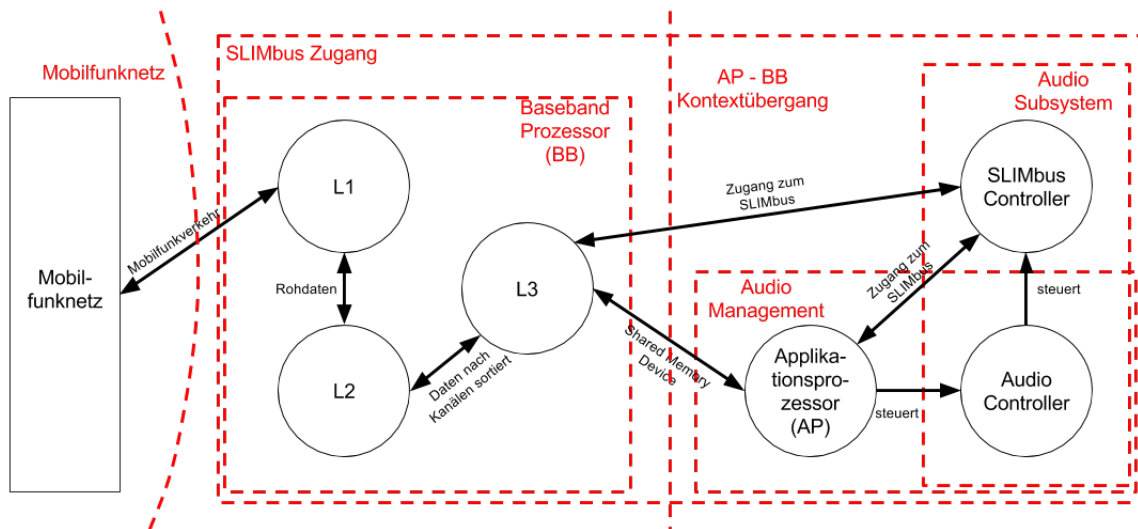 SLIMbus Zugang
Mobilfunknetz
AP - BB
Kontextübergang
Audio
Subsystem
Baseband
Prozessor
(BB)
L1
SLIMbus
Controller
Zugang zum
SLIMbus
Mobilfunkverkehr
Mobil-
funknetz
Rohdaten
L3
Zugang zum
SLIMbus
steuert
Audio
Management
Shared Memory
Device
L2
Daten nach
Kanälen sortiert
Applika-
tionspro-
zessor
(AP)
steuert
Audio
Controller